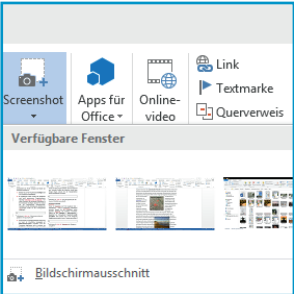 Screenshot
Apps für
Office
Online-
video
Link
Textmarke
Querverweis
Verfügbare Fenster
Bildschirmausschnitt